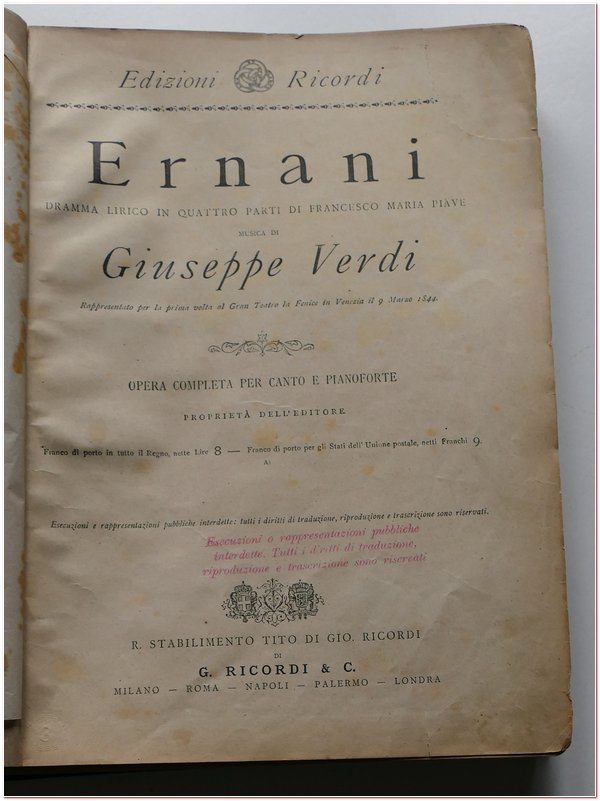 Edizioni Ricordi
Ernani
DRAMMA LIRICO IN QUATTRO PARTI DI FRANCESCO MARIA PIAVE
MUSICA DI
Giuseppe Verdi
Rappresentato per la prima volta al Gran Teatro la Fenice in Venezia il 9 Marzo 1844.
OPERA COMPLETA PER CANTO E PIANOFORTE
PROPRIETÀ DELL'EDITORE
Franco di porto in tutto il Regno, nette Lire 8 — Franco di porto per gli Stati dell'Unione postale, netti Franchi 9.
A)
Esecuzioni e rappresentazioni pubbliche interdette: tutti i diritti di traduzione, riproduzione e trascrizione sono riservati.
Esecuzioni o rappresentazioni pubbliche
interdette. Tutti i diritti di traduzione,
riproduzione e trascrizione sono riservati
R. STABILIMENTO TITO DI GIO. RICORDI
DI
G. RICORDI & C.
MILANO — ROMA — NAPOLI — PALERMO — LONDRA